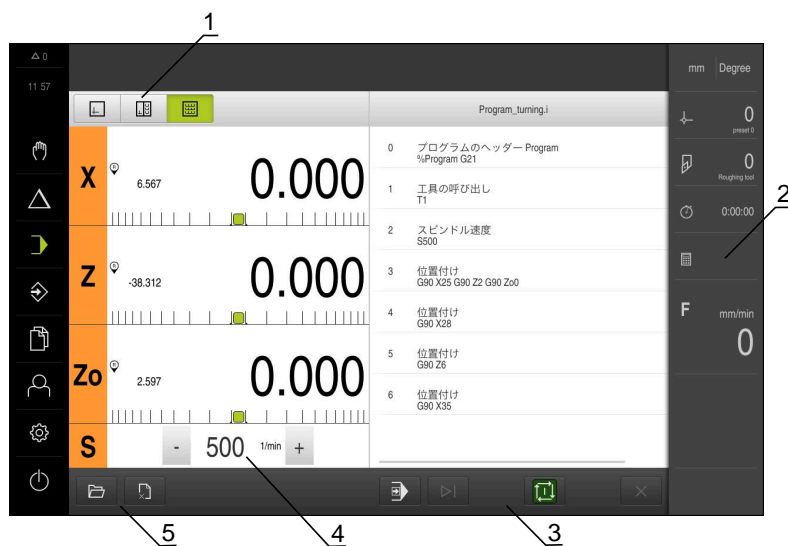 1
0
11 57
mm Degree
Program_turning.i
0
preset 0
0
Roughing tool
0:00:00
2
F mm/min
0
X R 6.567 0.000
Z R -38.312 0.000
Zo R 2.597 0.000
S - 500 1/min +
0 プログラムのヘッダー Program
%Program G21
1 工具の呼び出し
T1
2 スピンドル速度
S500
3 位置付け
G90 X25 G90 Z2 G90 Zo0
4 位置付け
G90 X28
5 位置付け
G90 Z6
6 位置付け
G90 X35
5
4
3